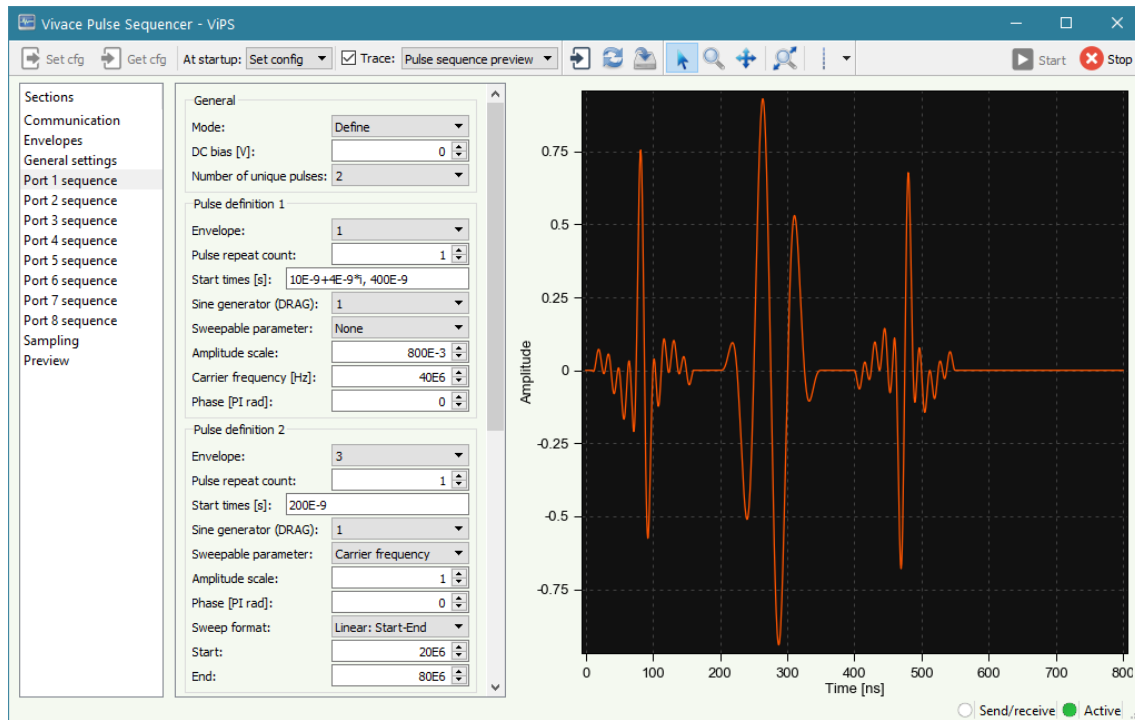 Vivace Pulse Sequencer - ViPS
Set cfg Get cfg At startup: Set config Trace: Pulse sequence preview Start Stop
Sections
Communication
Envelopes
General settings
Port 1 sequence
Port 2 sequence
Port 3 sequence
Port 4 sequence
Port 5 sequence
Port 6 sequence
Port 7 sequence
Port 8 sequence
Sampling
Preview
General
Mode: Define
DC bias [V]: 0
Number of unique pulses: 2
Pulse definition 1
Envelope: 1
Pulse repeat count: 1
Start times [s]: 10E-9+4E-9*i, 400E-9
Sine generator (DRAG): 1
Sweepable parameter: None
Amplitude scale: 800E-3
Carrier frequency [Hz]: 40E6
Phase [PI rad]: 0
Pulse definition 2
Envelope: 3
Pulse repeat count: 1
Start times [s]: 200E-9
Sine generator (DRAG): 1
Sweepable parameter: Carrier frequency
Amplitude scale: 1
Phase [PI rad]: 0
Sweep format: Linear: Start-End
Start: 20E6
End: 80E6
Amplitude
0.75
0.5
0.25
0
-0.25
-0.5
-0.75
0 100 200 300 400 500 600 700 800
Time [ns]
Send/receive Active